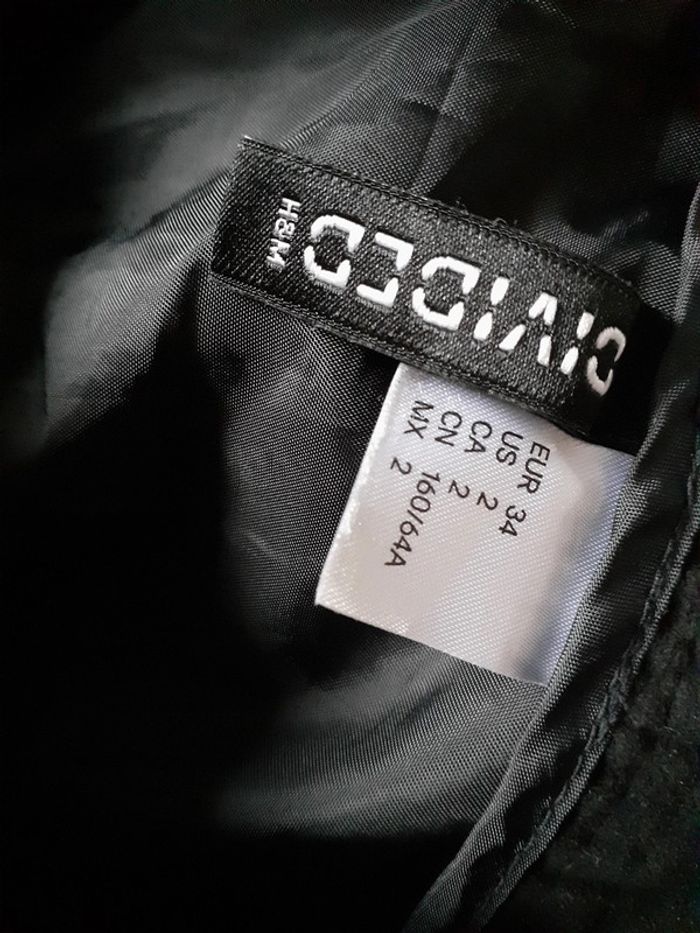 DIVIDED
H&M
EUR 34
US 2
CA 2
CN 160/64A
MX 2